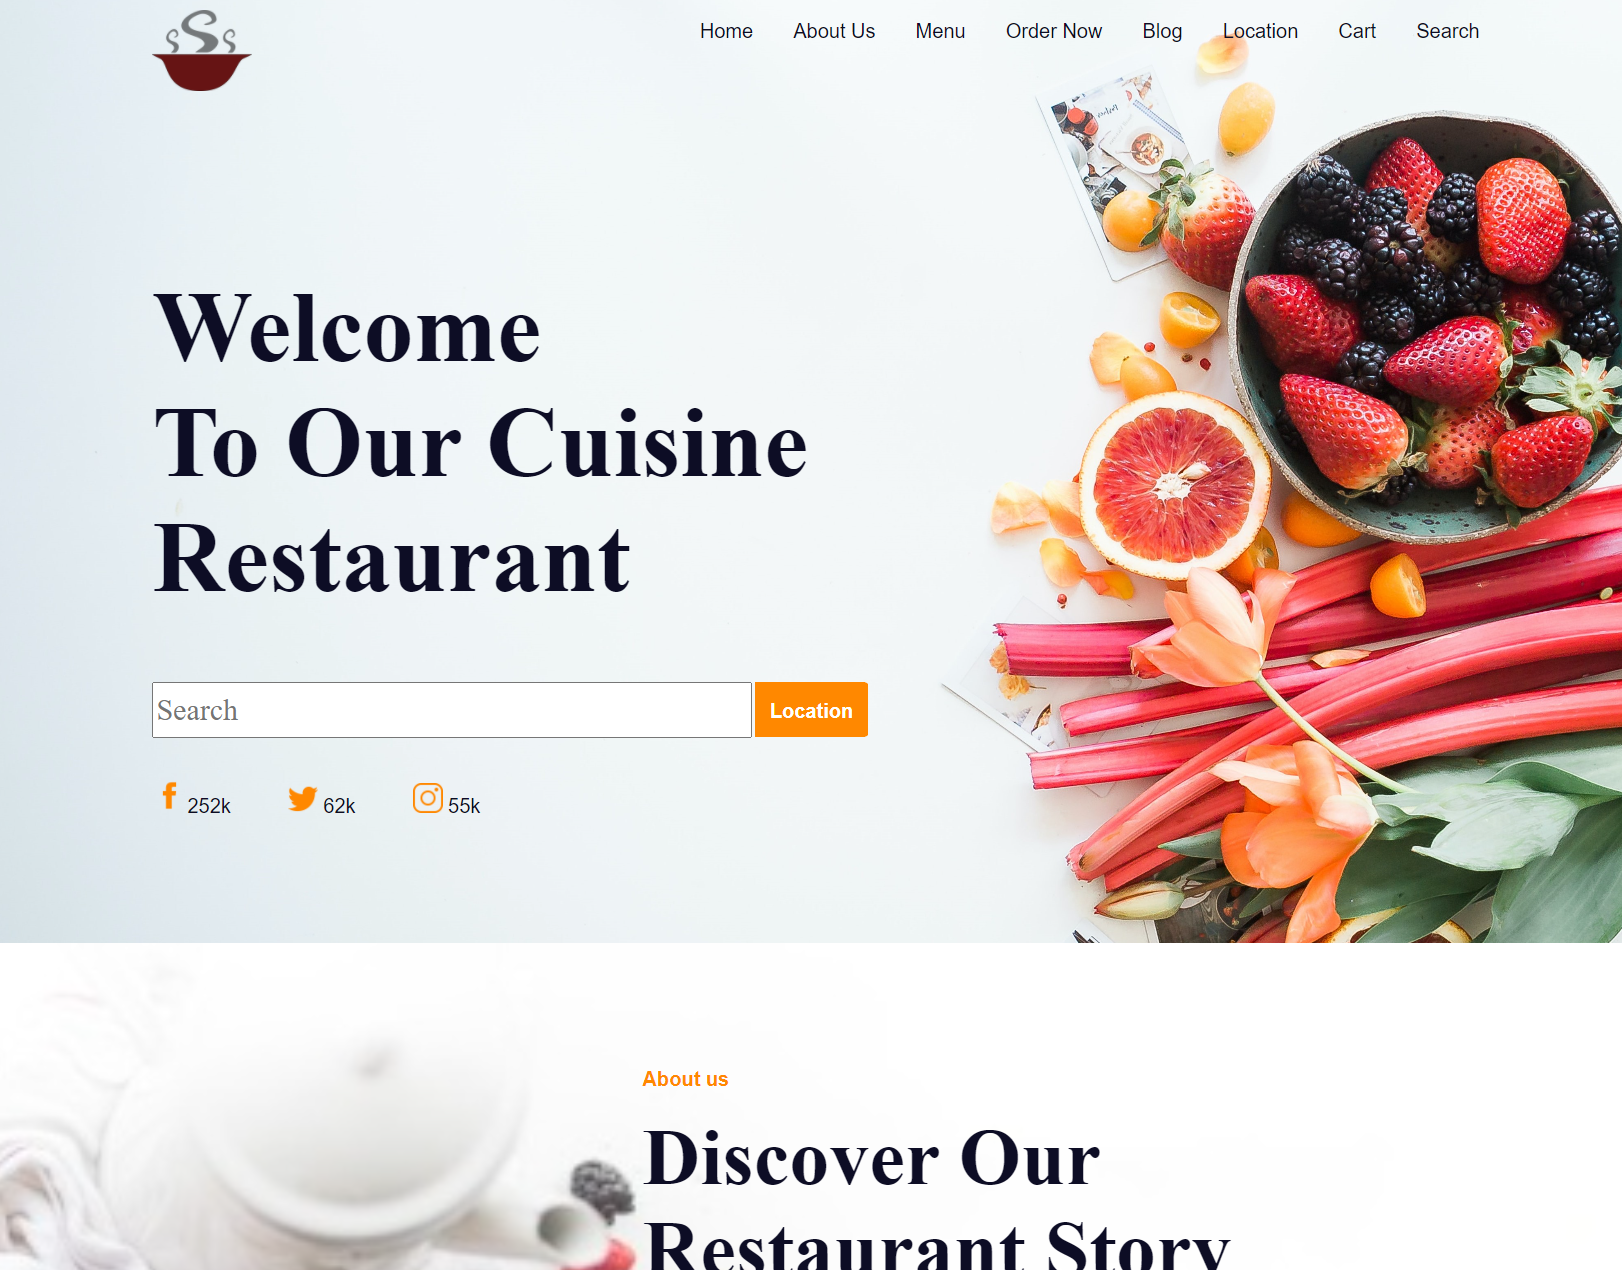 sSs
Home About Us Menu Order Now Blog Location Cart Search
Welcome
To Our Cuisine
Restaurant
Search Location
252k 62k 55k
About us
Discover Our
Restaurant Story